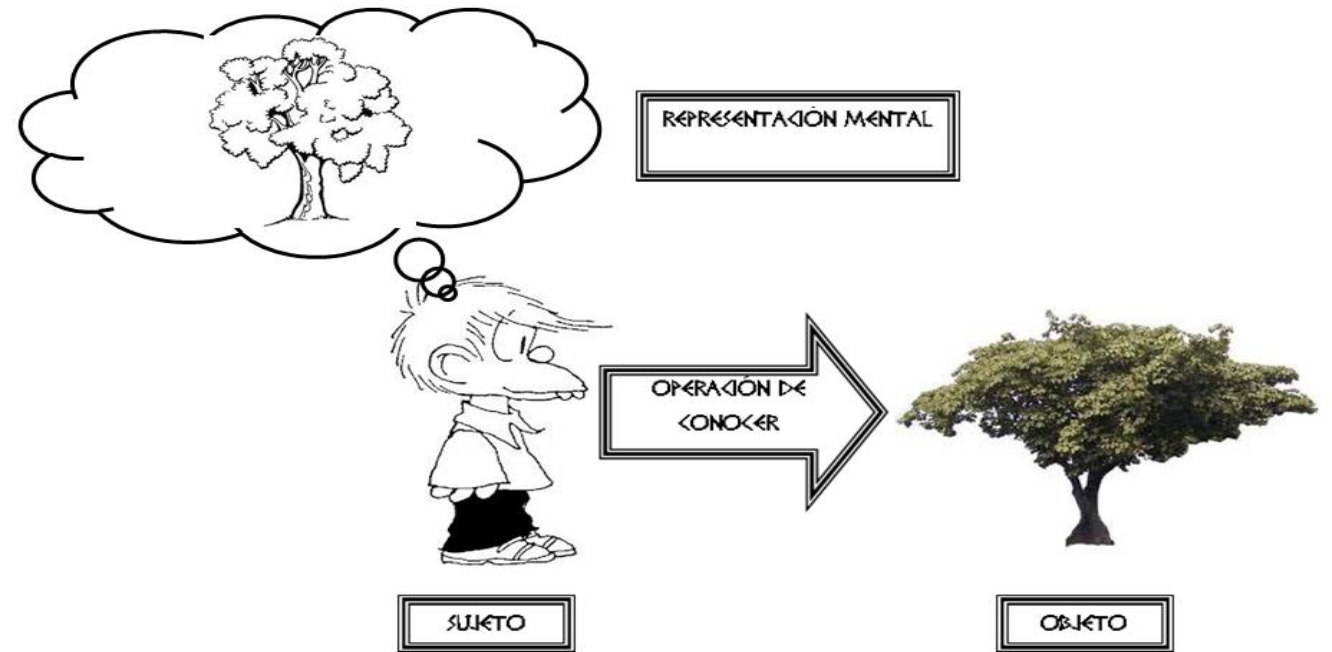 REPRESENTACIÓN MENTAL
OPERACIÓN DE
CONOCER
SUJETO
OBJETO